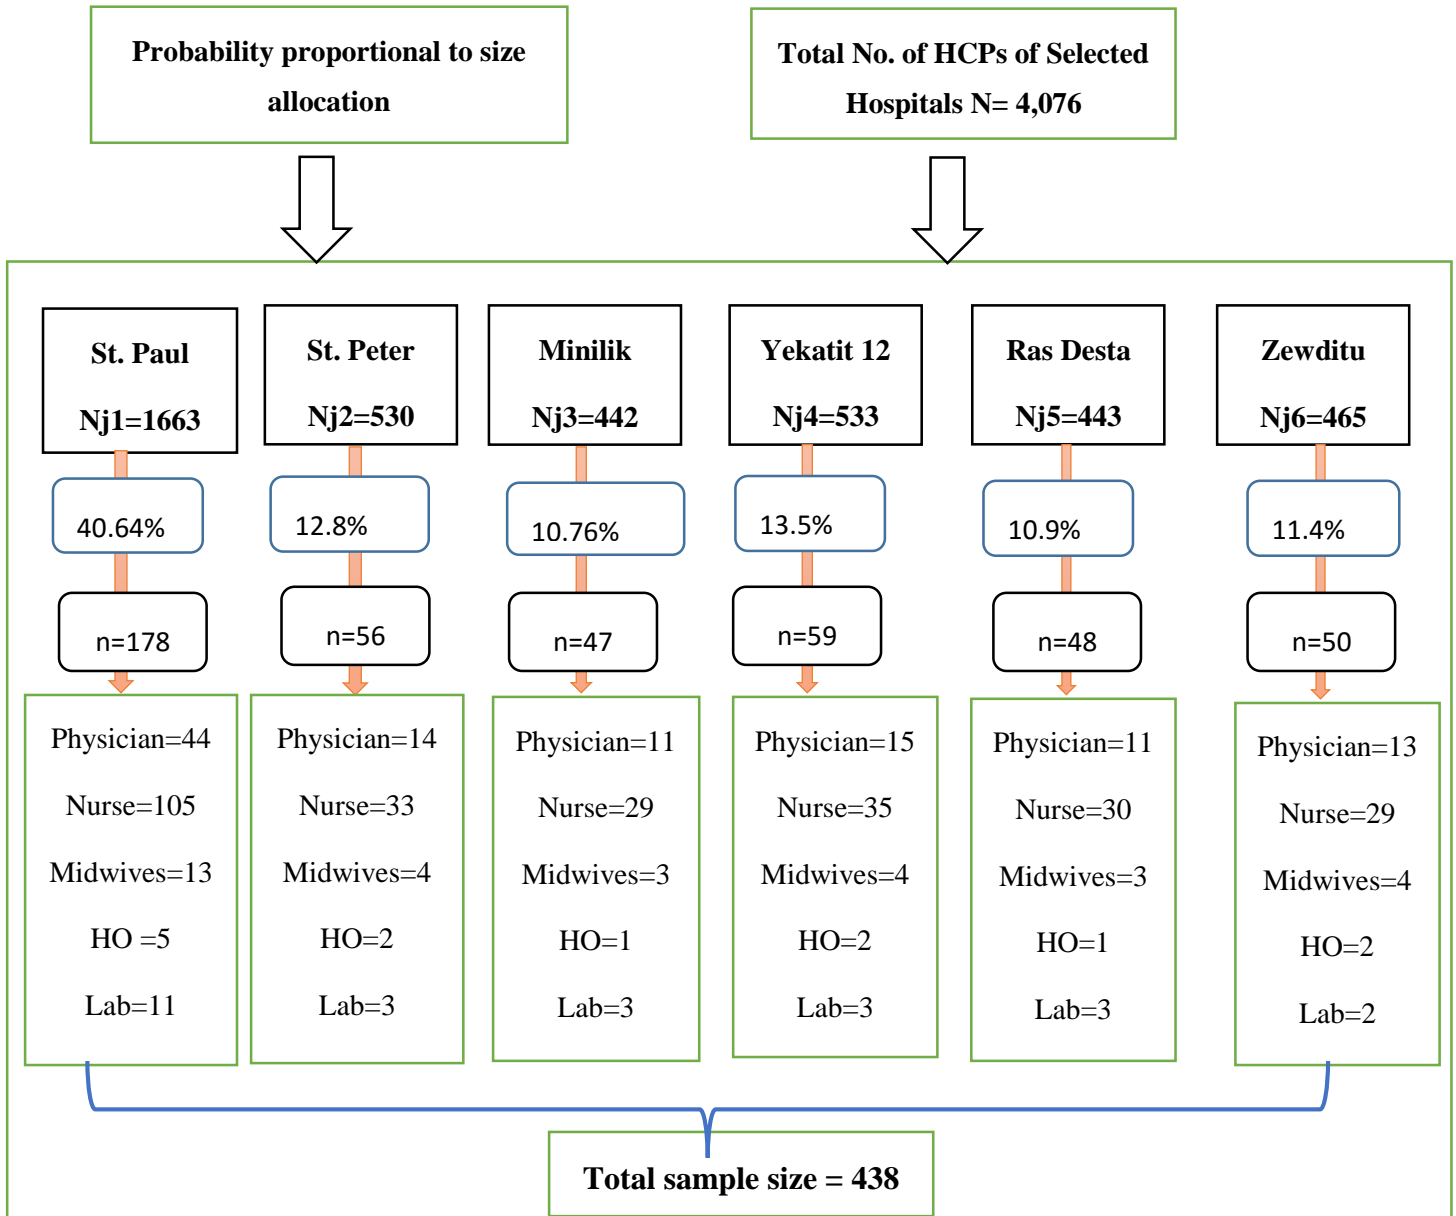 Probability proportional to size
allocation
Total No. of HCPs of Selected
Hospitals N= 4,076
St. Paul
Nj1=1663
St. Peter
Nj2=530
Minilik
Nj3=442
Yekatit 12
Nj4=533
Ras Desta
Nj5=443
Zewditu
Nj6=465
40.64%
12.8%
10.76%
13.5%
10.9%
11.4%
n=178
n=56
n=47
n=59
n=48
n=50
Physician=44
Nurse=105
Midwives=13
HO =5
Lab=11
Physician=14
Nurse=33
Midwives=4
HO=2
Lab=3
Physician=11
Nurse=29
Midwives=3
HO=1
Lab=3
Physician=15
Nurse=35
Midwives=4
HO=2
Lab=3
Physician=11
Nurse=30
Midwives=3
HO=1
Lab=3
Physician=13
Nurse=29
Midwives=4
HO=2
Lab=2
Total sample size = 438